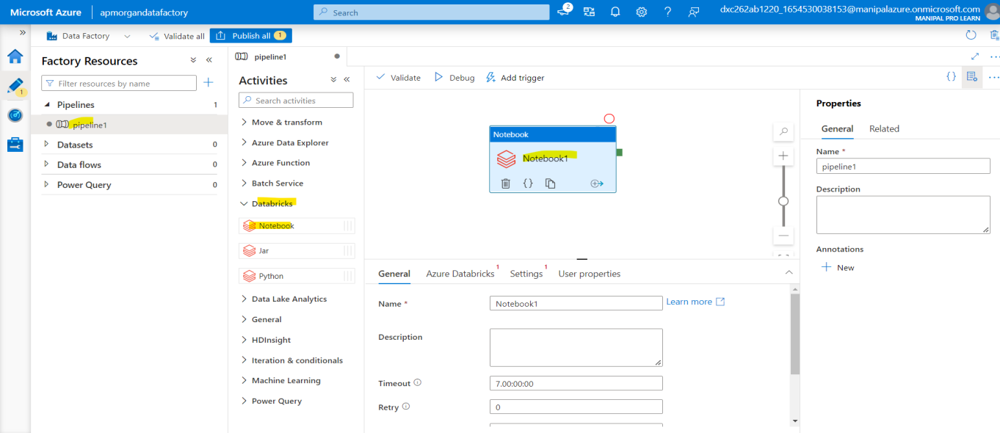 Microsoft Azure
apmorgandatafactory
Search
2
dxc262ab1220_1654530038153@manipalazure.onmicrosoft.com
MANIPAL PRO LEARN
Data Factory
Validate all
Publish all 1
1
Factory Resources
Filter resources by name
Pipelines 1
pipeline1
Datasets 0
Data flows 0
Power Query 0
pipeline1
Activities
Search activities
Move & transform
Azure Data Explorer
Azure Function
Batch Service
Databricks
Notebook
Jar
Python
Data Lake Analytics
General
HDInsight
Iteration & conditionals
Machine Learning
Power Query
Validate Debug Add trigger
Notebook
Notebook1
General Azure Databricks 1 Settings 1 User properties
Name * Notebook1 Learn more
Description
Timeout 7.00:00:00
Retry 0
Properties
General Related
Name *
pipeline1
Description
Annotations
New